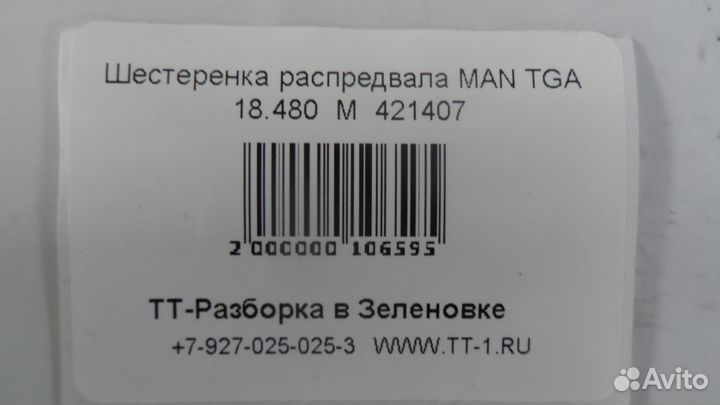 Шестеренка распредвала MAN TGA
18.480 М 421407
2 000000 106595
ТТ-Разборка в Зеленовке
+7-927-025-025-3 WWW.TT-1.RU
Avito